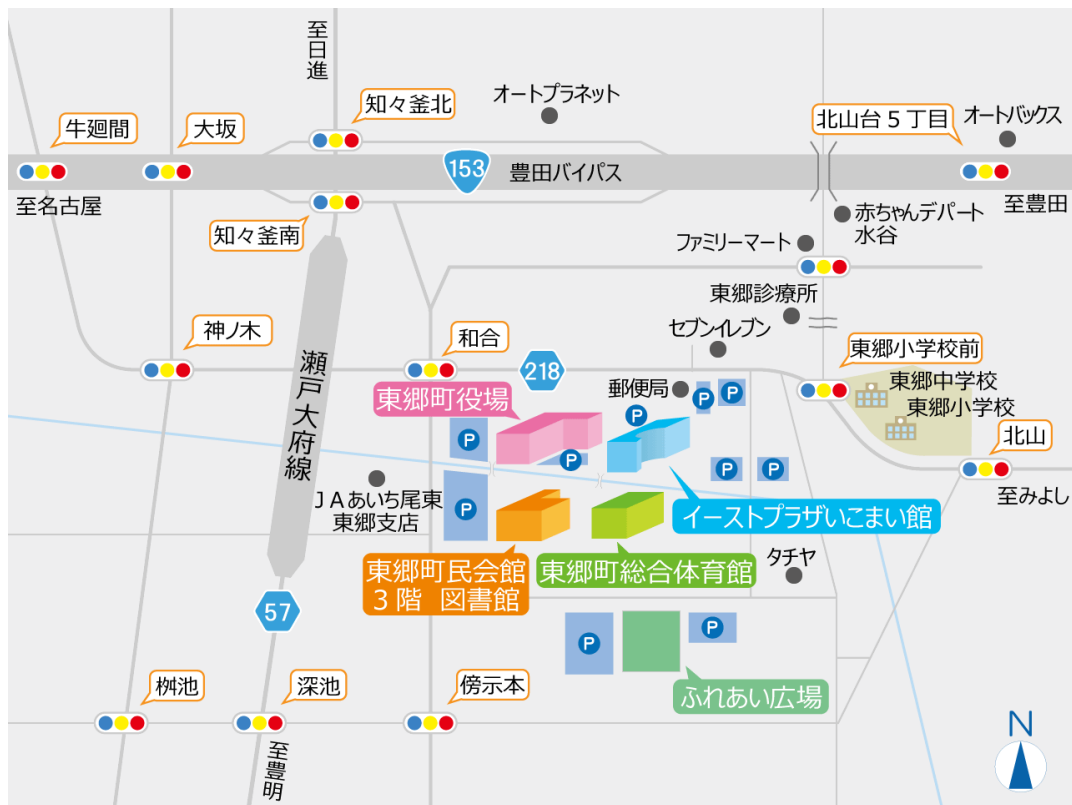 至日進
知々釜北
オートプラネット
牛廻間
大坂
北山台5丁目
オートバックス
153
豊田バイパス
至名古屋
至豊田
知々釜南
赤ちゃんデパート
水谷
ファミリーマート
東郷診療所
セブンイレブン
神ノ木
和合
218
東郷小学校前
瀬戸大府線
東郷町役場
郵便局
東郷中学校
東郷小学校
P
P
P
P
P
P
P
P
北山
至みよし
JAあいち尾東
東郷支店
イーストプラザいこまい館
東郷町民会館
3階 図書館
東郷町総合体育館
タチヤ
57
P
P
ふれあい広場
桝池
深池
傍示本
至豊明
N